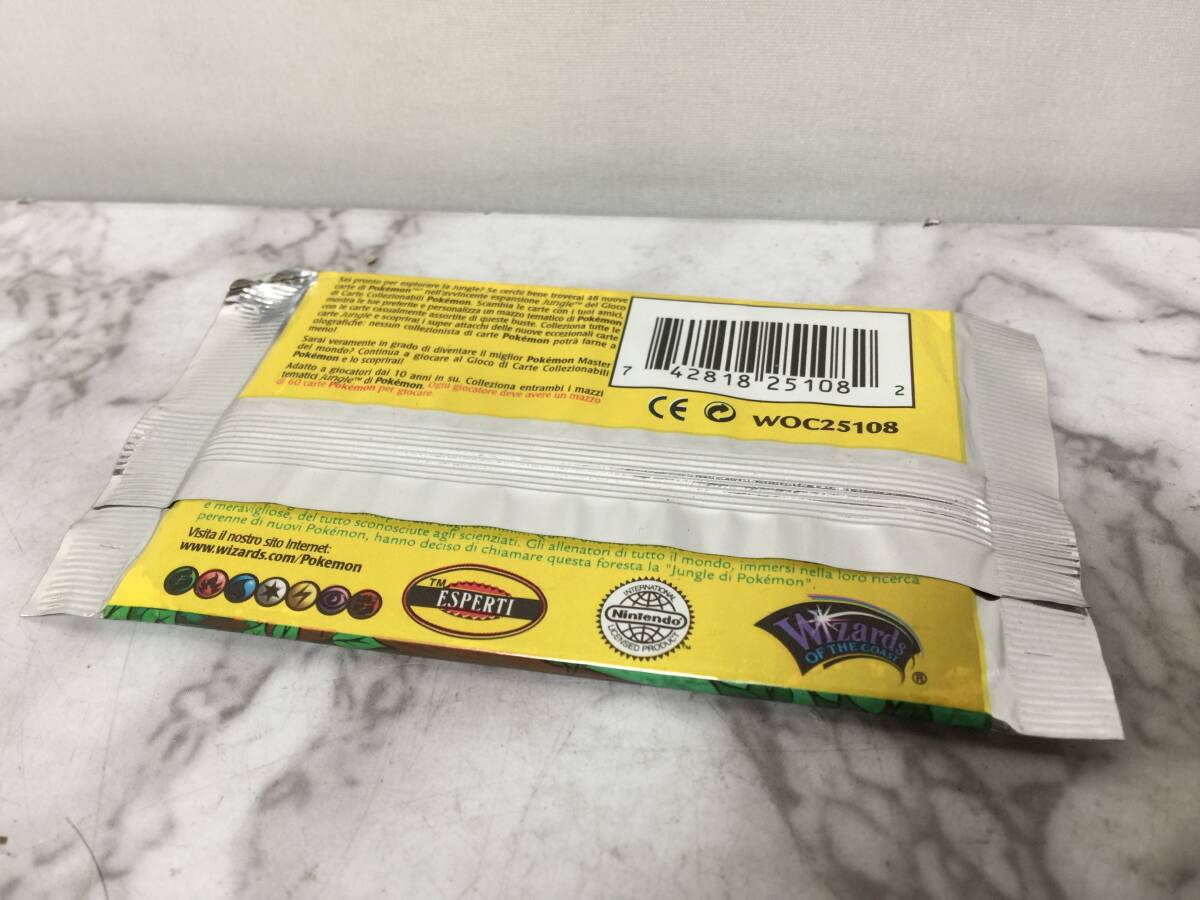 Sei pronto per esplorare la Jungle? Se cerchi bene troverai 48 nuove
carte di Pokémon™ nell'avvincente espansione Jungle™ del Gioco
di Carte Collezionabili Pokémon. Scambia le carte con i tuoi amici,
mostra le tue preferite e personalizza un mazzo tematico di Pokémon
con le carte casualmente assortite di queste buste. Colleziona tutte le
carte Jungle e scoprirai i super attacchi delle nuove eccezionali carte
olografiche: nessun collezionista di carte Pokémon potrà farne a
meno!
Sarai veramente in grado di diventare il miglior Pokémon Master
del mondo? Continua a giocare al Gioco di Carte Collezionabili
Pokémon e lo scoprirai!
Adatto a giocatori dai 10 anni in su. Colleziona entrambi i mazzi
tematici Jungle™ di Pokémon. Ogni giocatore deve avere un mazzo
di 60 carte Pokémon per giocare.
7 42818 25108 2
CE WOC25108
e meravigliose, del tutto sconosciute agli scienziati. Gli allenatori di tutto il mondo, immersi nella loro ricerca
perenne di nuovi Pokémon, hanno deciso di chiamare questa foresta la "Jungle di Pokémon".
Visita il nostro sito Internet:
www.wizards.com/Pokemon
TM
ESPERTI
INTERNATIONAL
Nintendo
LICENSED PRODUCT
Wizards
OF THE COAST
®